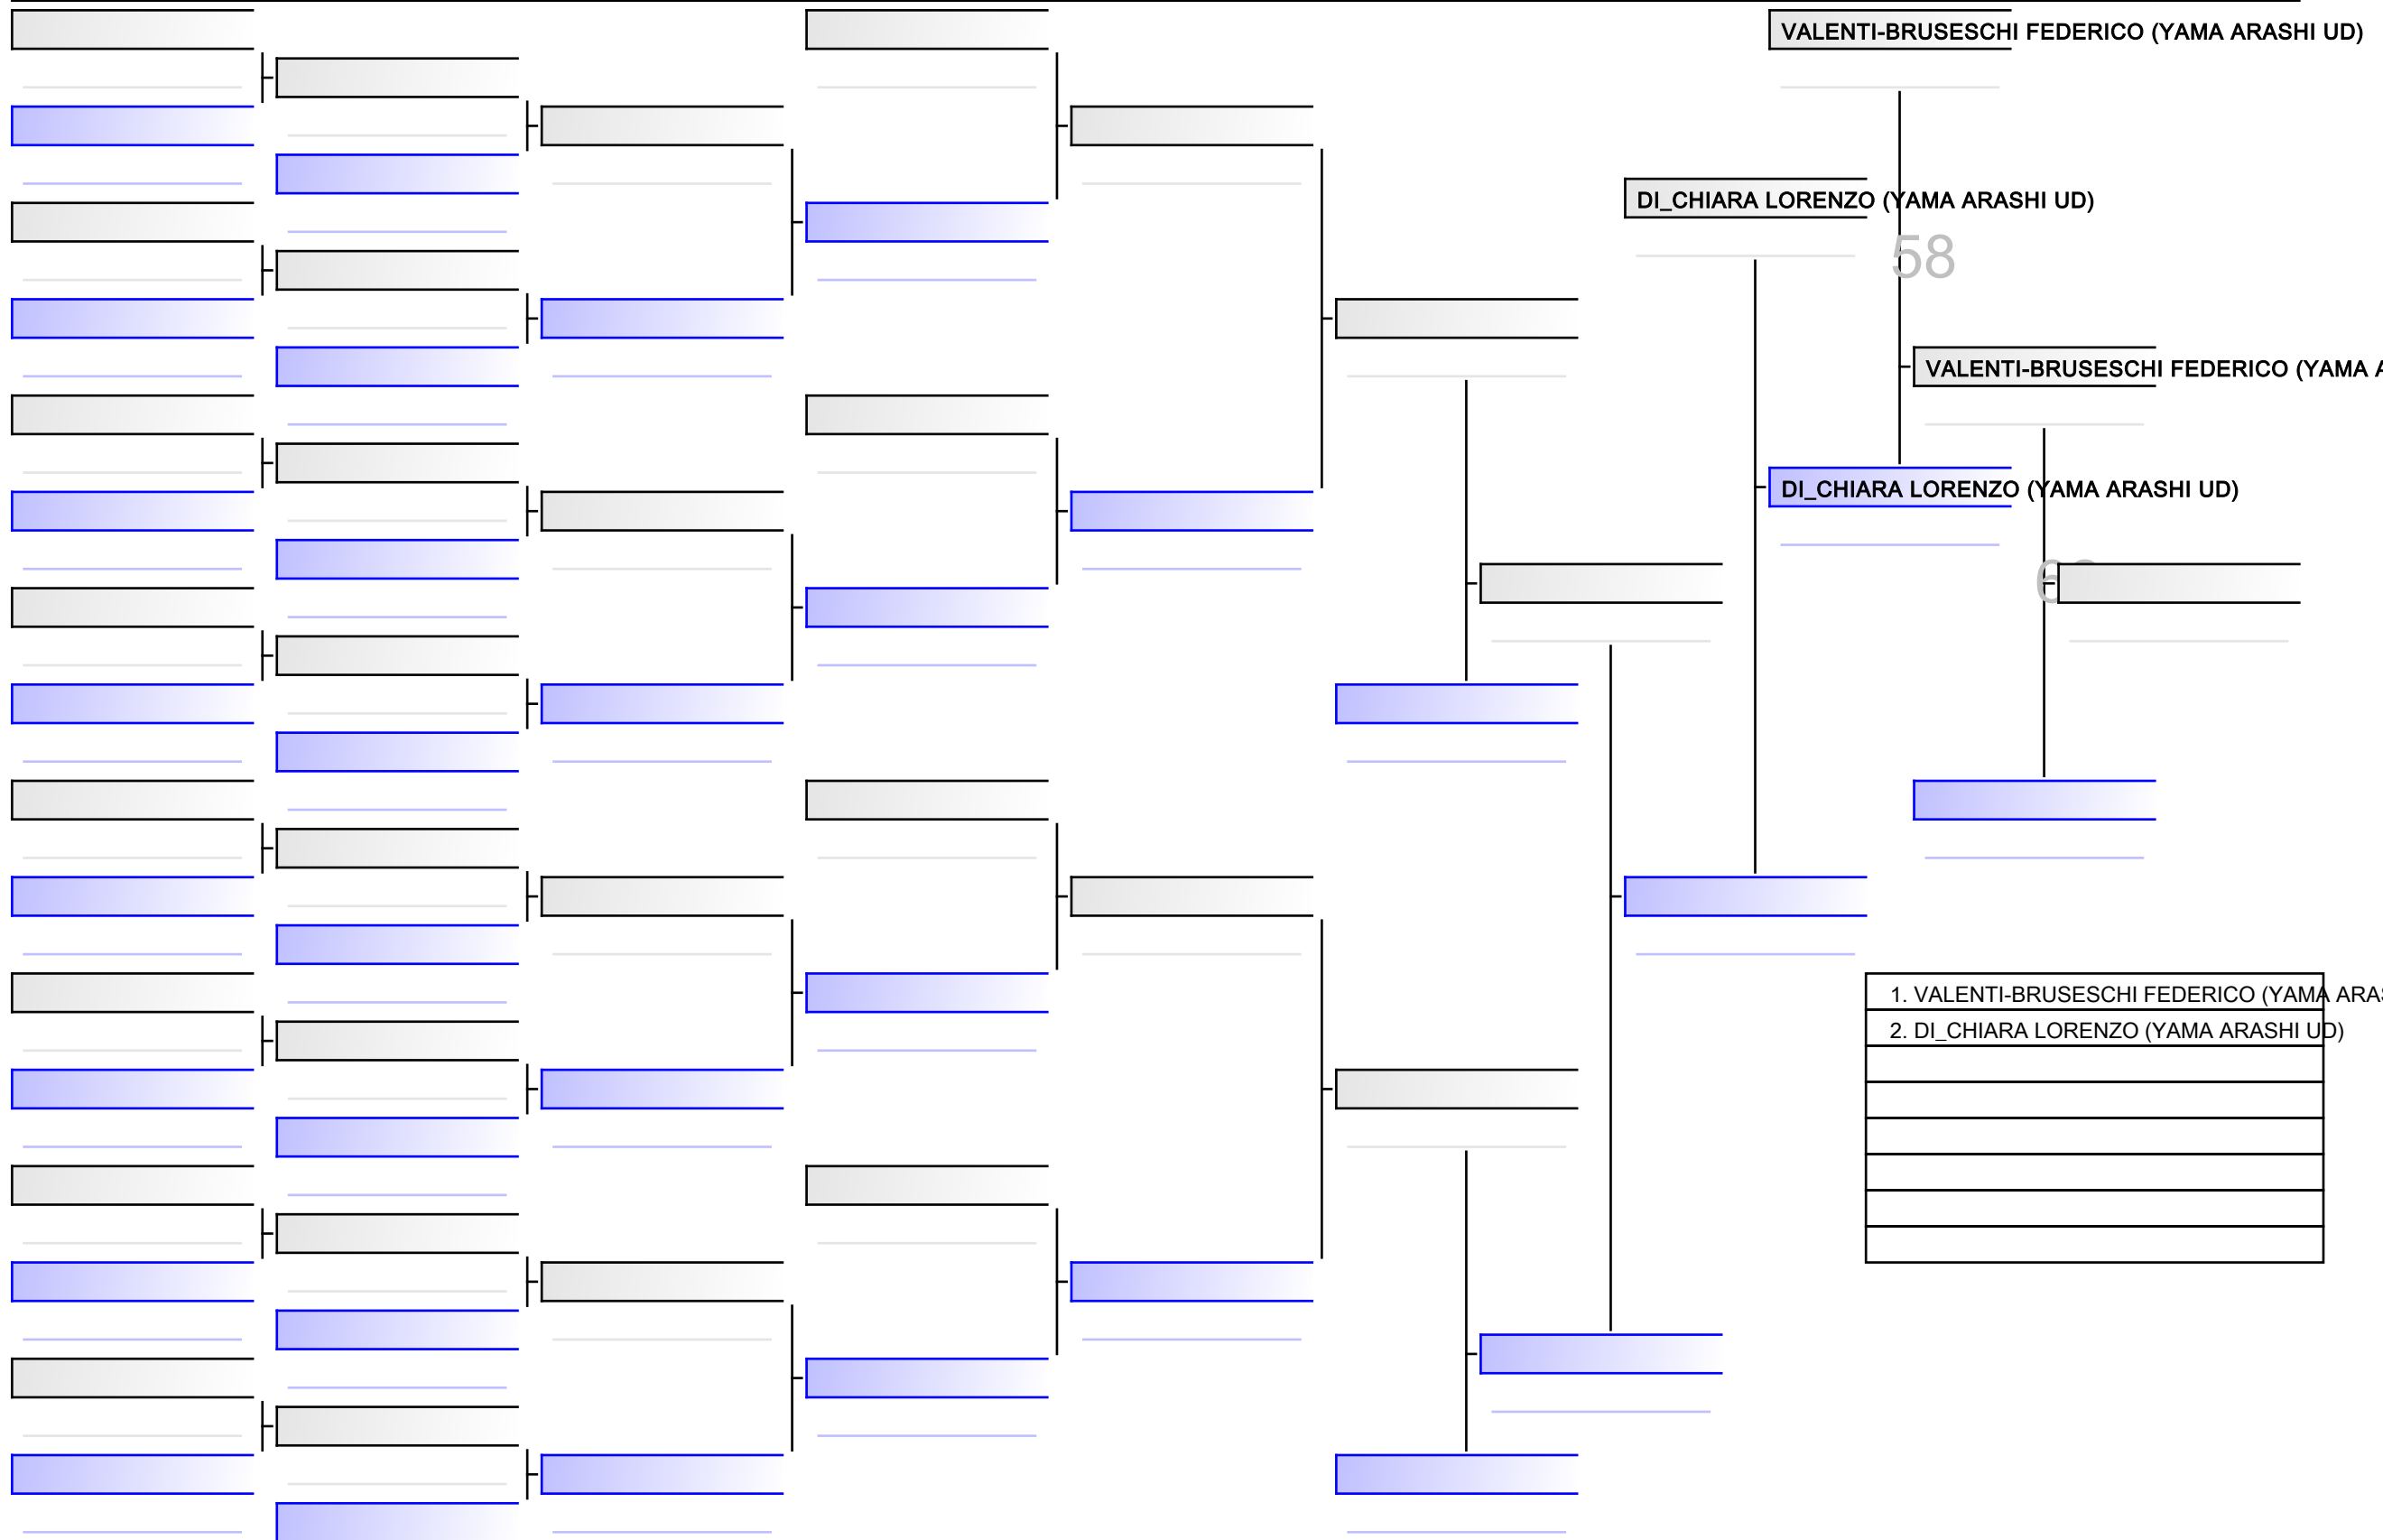 VALENTI-BRUSESCHI FEDERICO (YAMA ARASHI UD)
DI_CHIARA LORENZO (YAMA ARASHI UD)
58
VALENTI-BRUSESCHI FEDERICO (YAMA
DI_CHIARA LORENZO (YAMA ARASHI UD)
1. VALENTI-BRUSESCHI FEDERICO (YAMA
2. DI_CHIARA LORENZO (YAMA ARASHI UD)